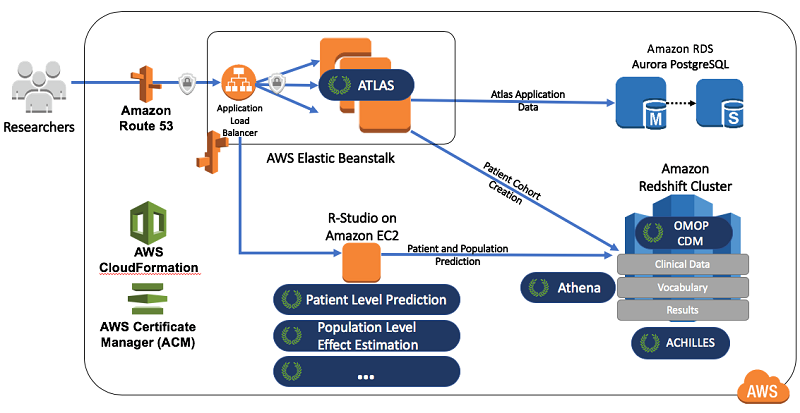 Researchers
Amazon
Route 53
Application
Load
Balancer
ATLAS
AWS Elastic Beanstalk
Atlas Application
Data
Amazon RDS
Aurora PostgreSQL
M
S
Patient Cohort
Creation
Amazon
Redshift Cluster
OMOP
CDM
Clinical Data
Vocabulary
Results
Athena
ACHILLES
R-Studio on
Amazon EC2
Patient and Population
Prediction
Patient Level Prediction
Population Level
Effect Estimation
...
AWS
CloudFormation
AWS Certificate
Manager (ACM)
AWS